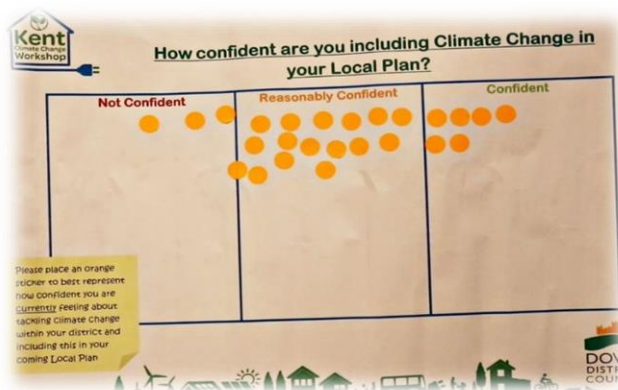 Kent
Climate Change
Workshop
How confident are you including Climate Change in
your Local Plan?
Not Confident
Reasonably Confident
Confident
Please place an orange
sticker to best represent
how confident you are
currently feeling about
tackling climate change
within your district and
including this in your
coming Local Plan